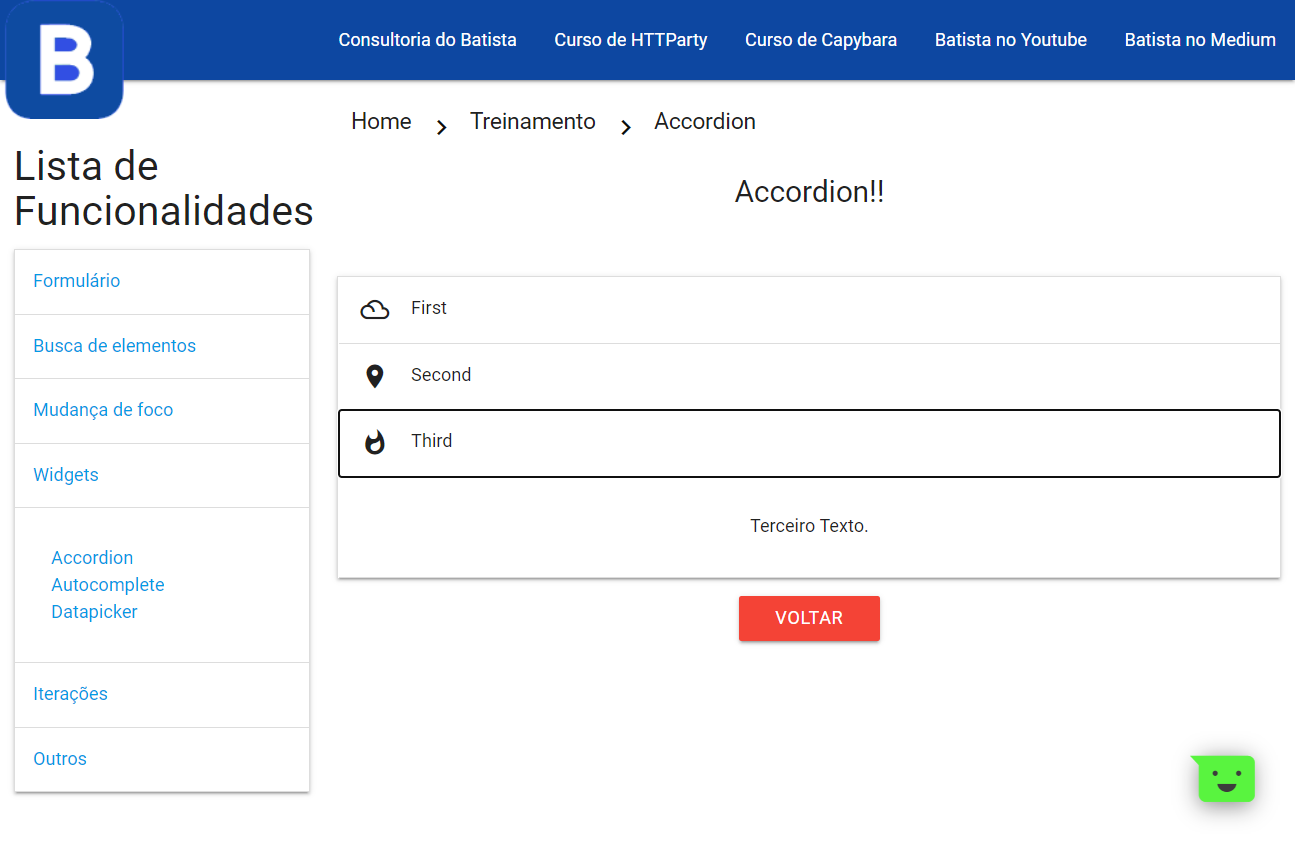 B
Consultoria do Batista
Curso de HTTParty
Curso de Capybara
Batista no Youtube
Batista no Medium
Home
Treinamento
Accordion
Lista de
Funcionalidades
Formulário
Busca de elementos
Mudança de foco
Widgets
Accordion
Autocomplete
Datapicker
Iterações
Outros
Accordion!!
First
Second
Third
Terceiro Texto.
VOLTAR